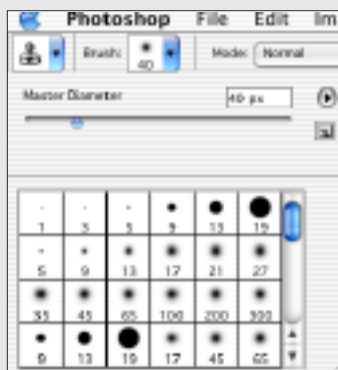 Photoshop File Edit Im
Brush: 40 Mode: Normal
Master Diameter 40 px
1 3 5 9 13 19
5 9 13 17 21 27
35 45 65 100 200 300
9 13 19 17 45 65